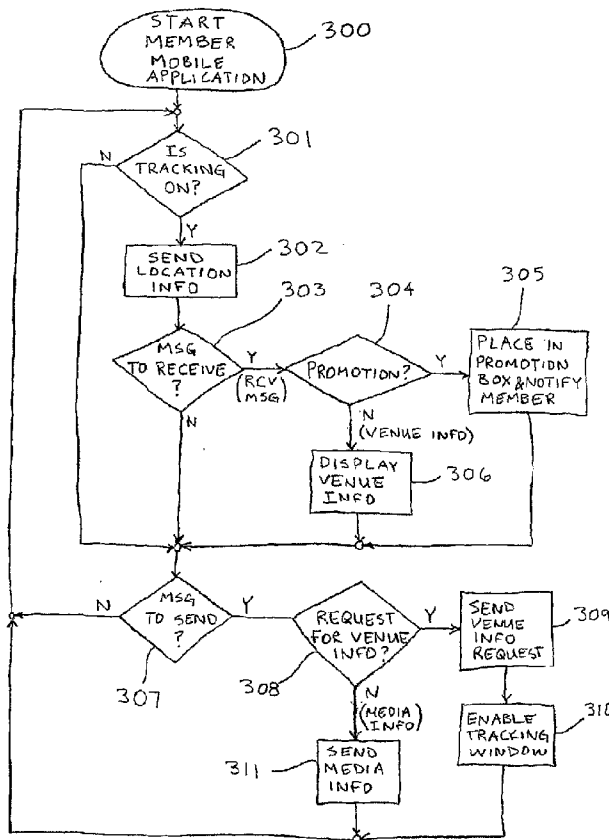 START
MEMBER
MOBILE
APPLICATION
300
301
IS
TRACKING
ON?
N
Y
SEND
LOCATION
INFO
302
303
MSG
TO RECEIVE
?
Y
(RCV
MSG)
N
304
PROMOTION?
Y
N
(VENUE INFO)
305
PLACE IN
PROMOTION
BOX & NOTIFY
MEMBER
DISPLAY
VENUE
INFO
306
MSG
TO SEND
?
N
Y
307
REQUEST
FOR VENUE
INFO?
308
Y
N
(MEDIA
INFO)
SEND
VENUE
INFO
REQUEST
309
ENABLE
TRACKING
WINDOW
310
SEND
MEDIA
INFO
311